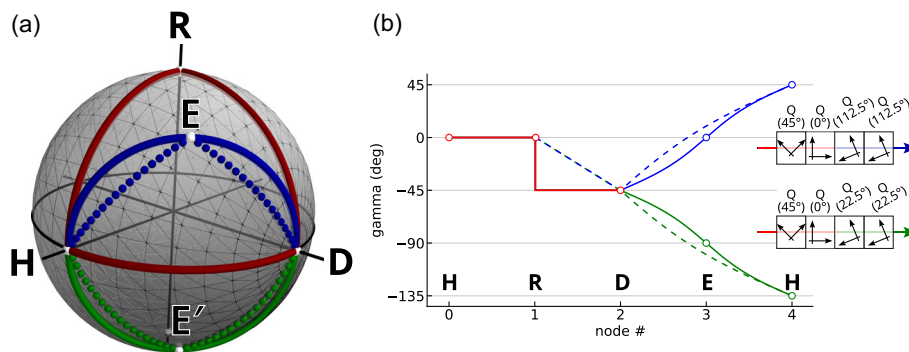 (a)
R
E
H
D
E′
(b)
gamma (deg)
45
0
−45
−90
−135
H R D E H
0 1 2 3 4
node #
Q (45°) Q (0°) Q (112.5°) Q (112.5°)
Q (45°) Q (0°) Q (22.5°) Q (22.5°)